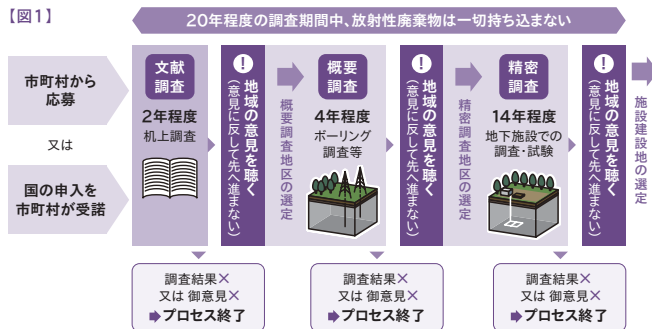 【図1】
20年程度の調査期間中、放射性廃棄物は一切持ち込まない
市町村から
応募
又は
国の申入を
市町村が受諾
文献
調査
2年程度
机上調査
!
地域の意見を聴く
(意見に反して先へ進まない)
概要調査地区の選定
概要
調査
4年程度
ボーリング
調査等
!
地域の意見を聴く
(意見に反して先へ進まない)
精密調査地区の選定
精密
調査
14年程度
地下施設での
調査・試験
!
地域の意見を聴く
(意見に反して先へ進まない)
施設建設地の選定
調査結果×
又は 御意見×
➡プロセス終了
調査結果×
又は 御意見×
➡プロセス終了
調査結果×
又は 御意見×
➡プロセス終了